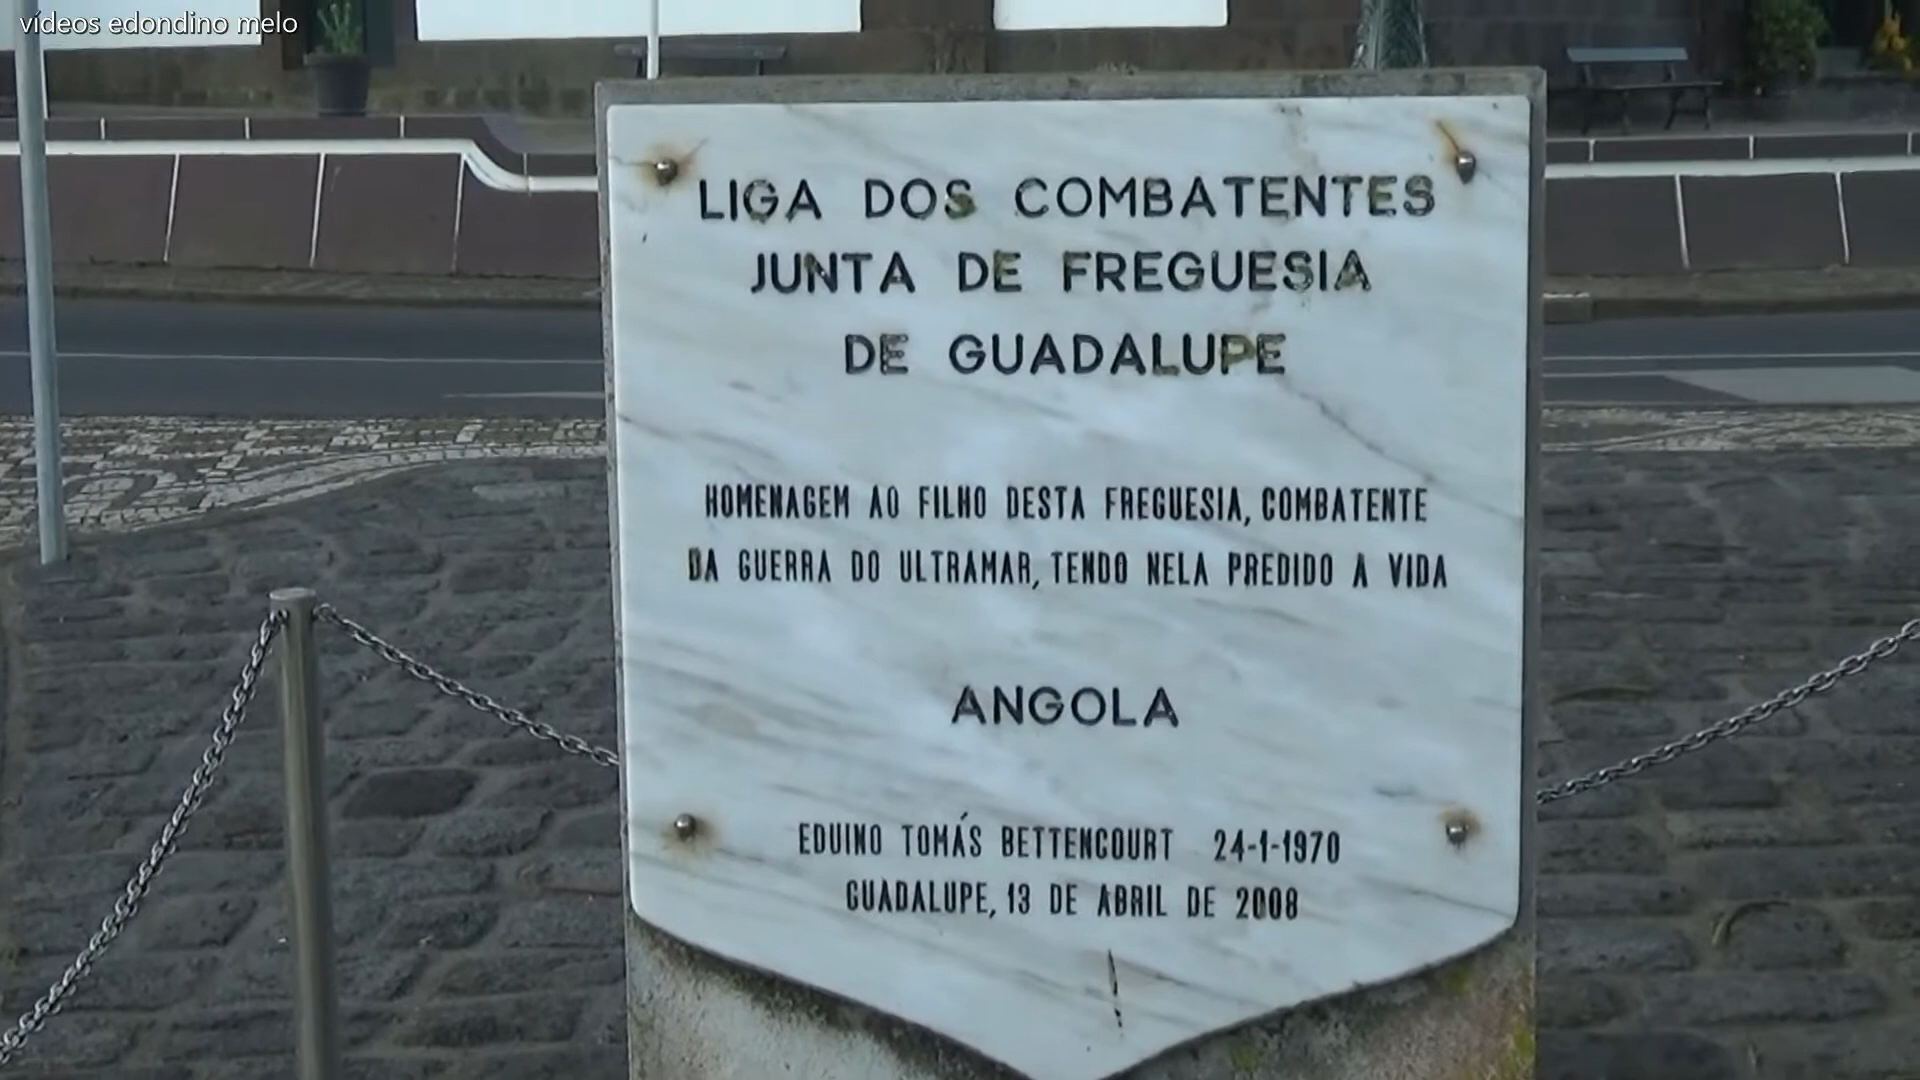 vídeos edondino melo
LIGA DOS COMBATENTES
JUNTA DE FREGUESIA
DE GUADALUPE
HOMENAGEM AO FILHO DESTA FREGUESIA, COMBATENTE
DA GUERRA DO ULTRAMAR, TENDO NELA PREDIDO A VIDA
ANGOLA
EDUINO TOMÁS BETTENCOURT 24-1-1970
GUADALUPE, 13 DE ABRIL DE 2008